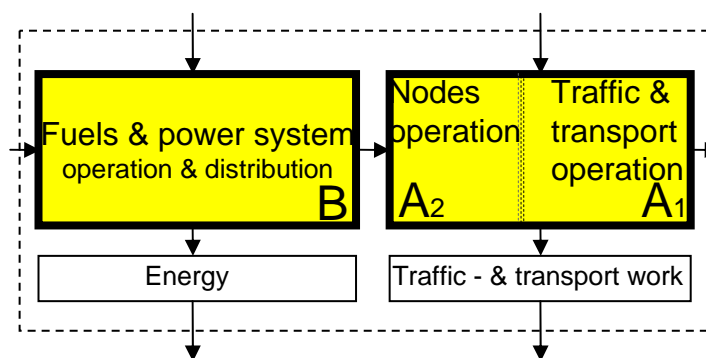 Fuels & power system
operation & distribution
B
Nodes
operation
A2
Traffic &
transport
operation
A1
Energy
Traffic - & transport work